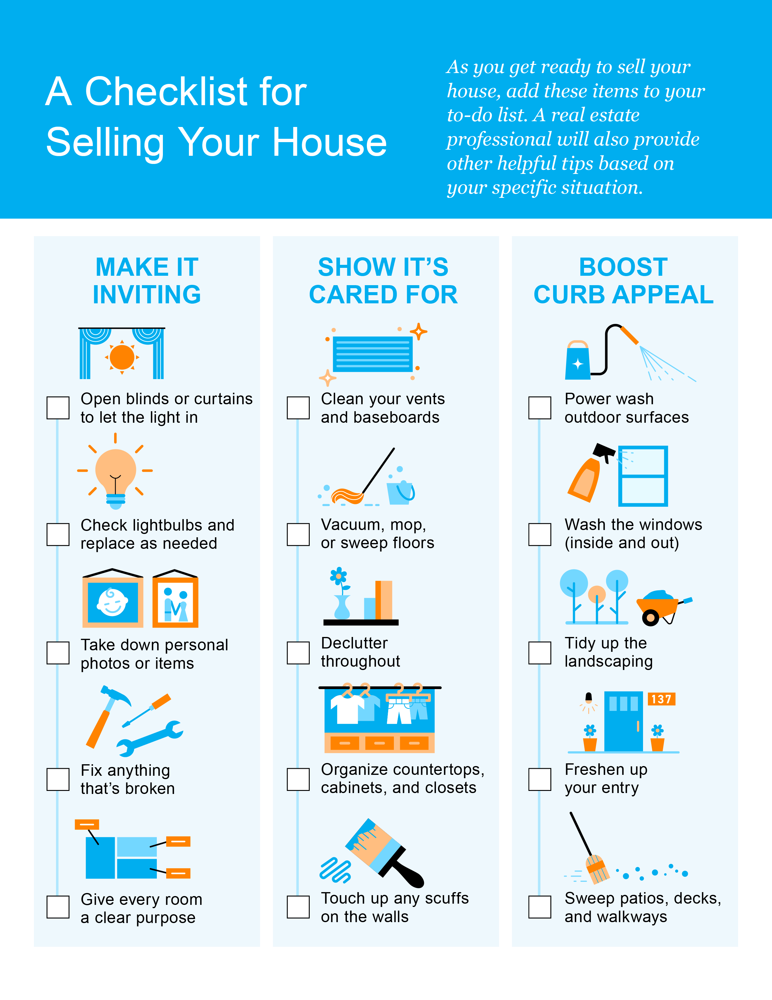 A Checklist for
Selling Your House
As you get ready to sell your
house, add these items to your
to-do list. A real estate
professional will also provide
other helpful tips based on
your specific situation.
MAKE IT
INVITING
Open blinds or curtains
to let the light in
Check lightbulbs and
replace as needed
Take down personal
photos or items
Fix anything
that’s broken
Give every room
a clear purpose
SHOW IT’S
CARED FOR
Clean your vents
and baseboards
Vacuum, mop,
or sweep floors
Declutter
throughout
Organize countertops,
cabinets, and closets
Touch up any scuffs
on the walls
BOOST
CURB APPEAL
Power wash
outdoor surfaces
Wash the windows
(inside and out)
Tidy up the
landscaping
137
Freshen up
your entry
Sweep patios, decks,
and walkways